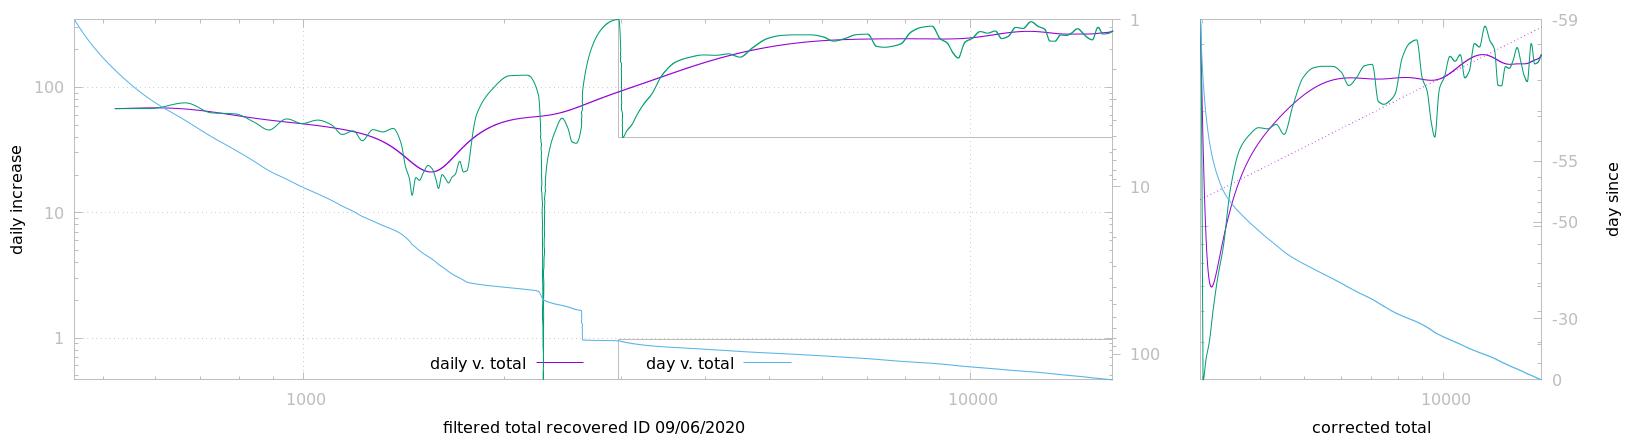 daily increase
100
10
1
1000
10000
1
10
100
daily v. total
day v. total
filtered total recovered ID 09/06/2020
-59
-55
-50
-30
0
day since
10000
corrected total